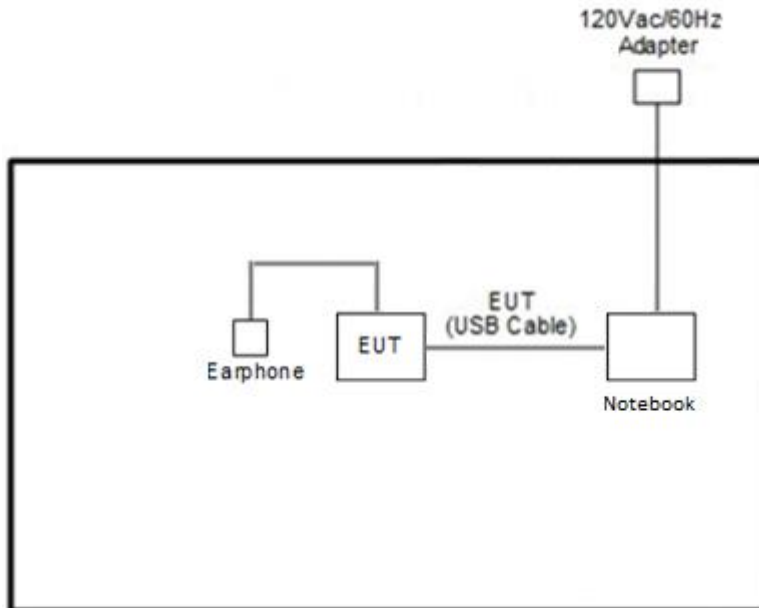 120Vac/60Hz
Adapter
EUT
(USB Cable)
EUT
Earphone
Notebook